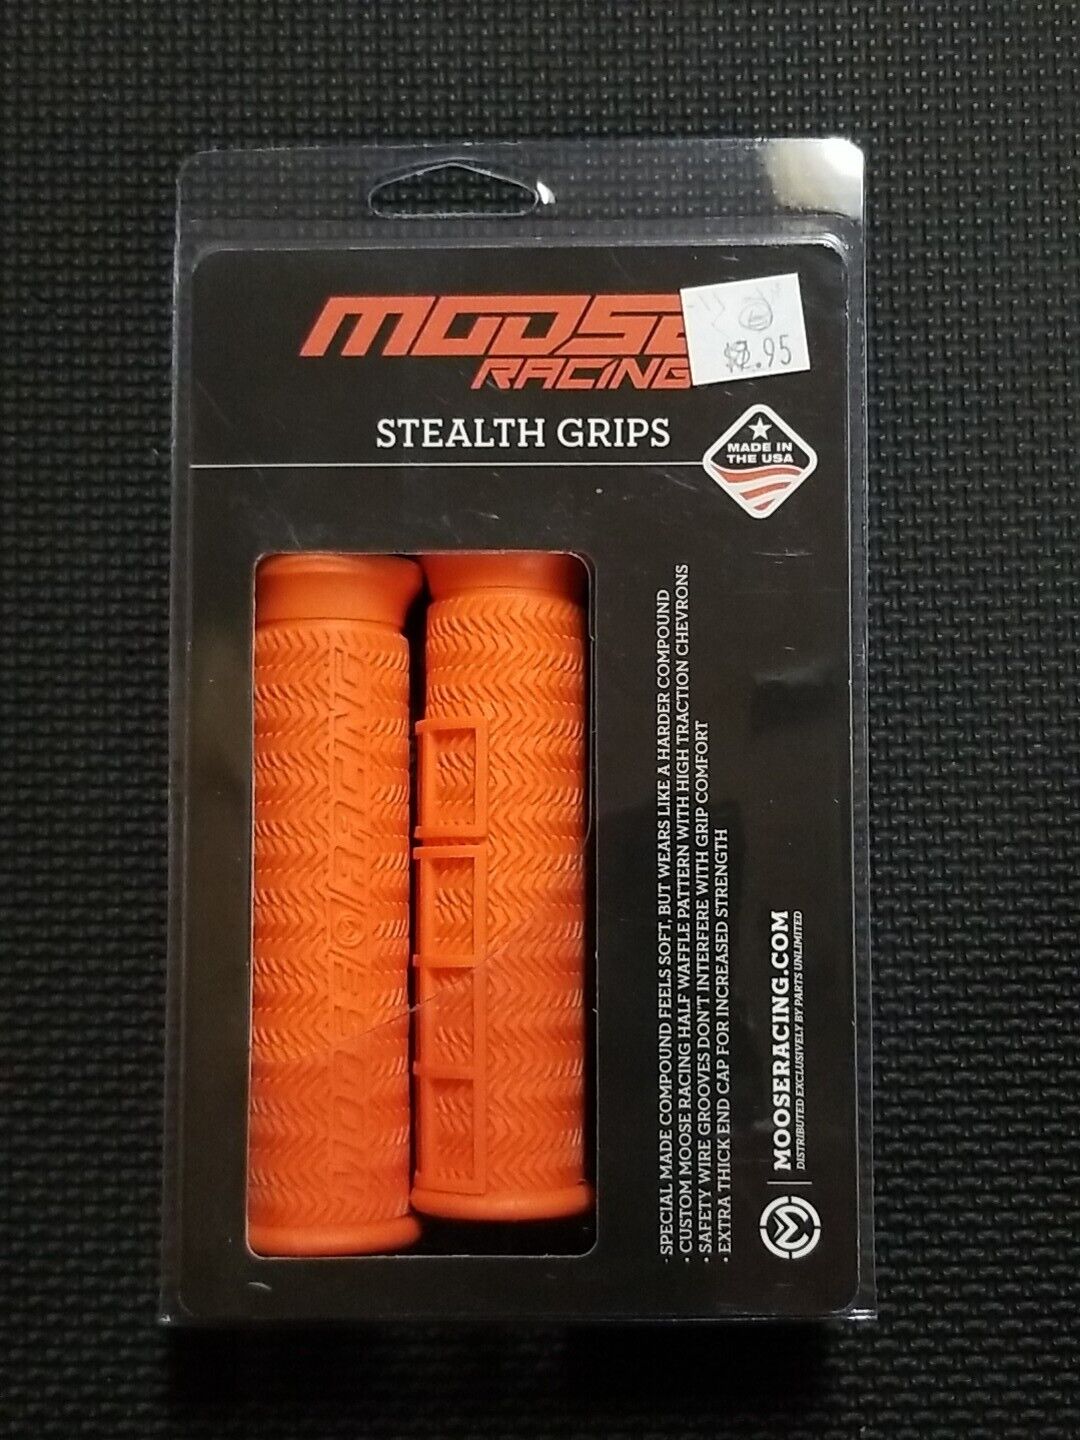 MOOSE
RACING
$7.95
STEALTH GRIPS
MADE IN
THE USA
MOOSE RACING
· SPECIAL MADE COMPOUND FEELS SOFT, BUT WEARS LIKE A HARDER COMPOUND
· CUSTOM MOOSE RACING HALF WAFFLE PATTERN WITH HIGH TRACTION CHEVRONS
· SAFETY WIRE GROOVES DON'T INTERFERE WITH GRIP COMFORT
· EXTRA THICK END CAP FOR INCREASED STRENGTH
MOOSERACING.COM
DISTRIBUTED EXCLUSIVELY BY PARTS UNLIMITED